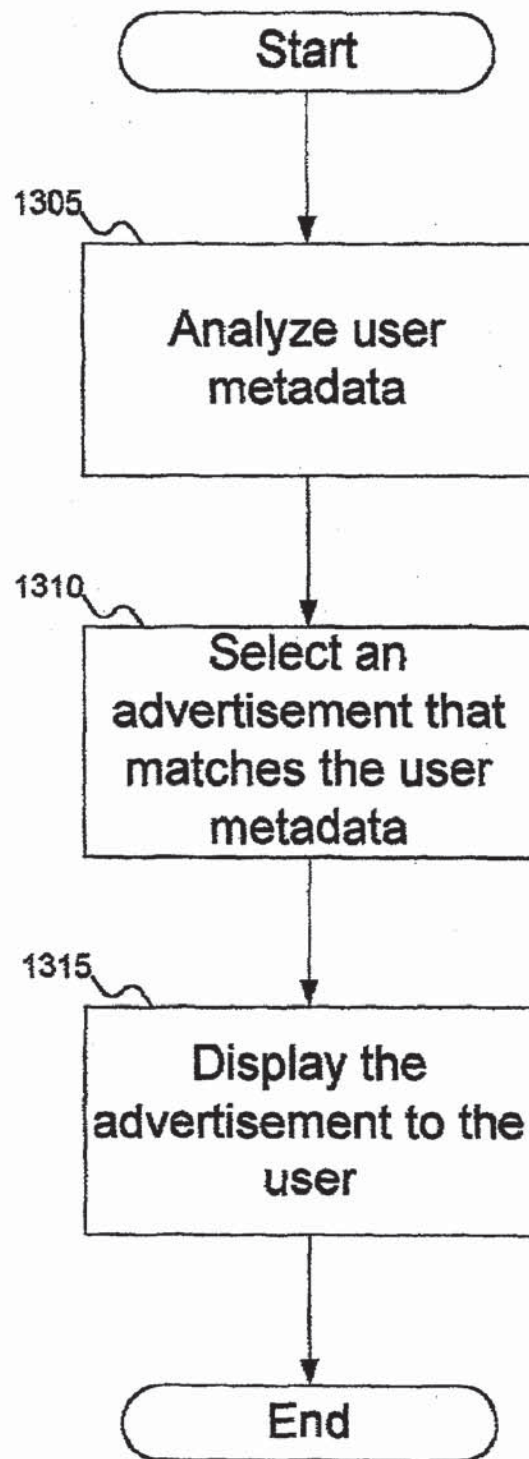 Start
1305
Analyze user
metadata
1310
Select an
advertisement that
matches the user
metadata
1315
Display the
advertisement to the
user
End